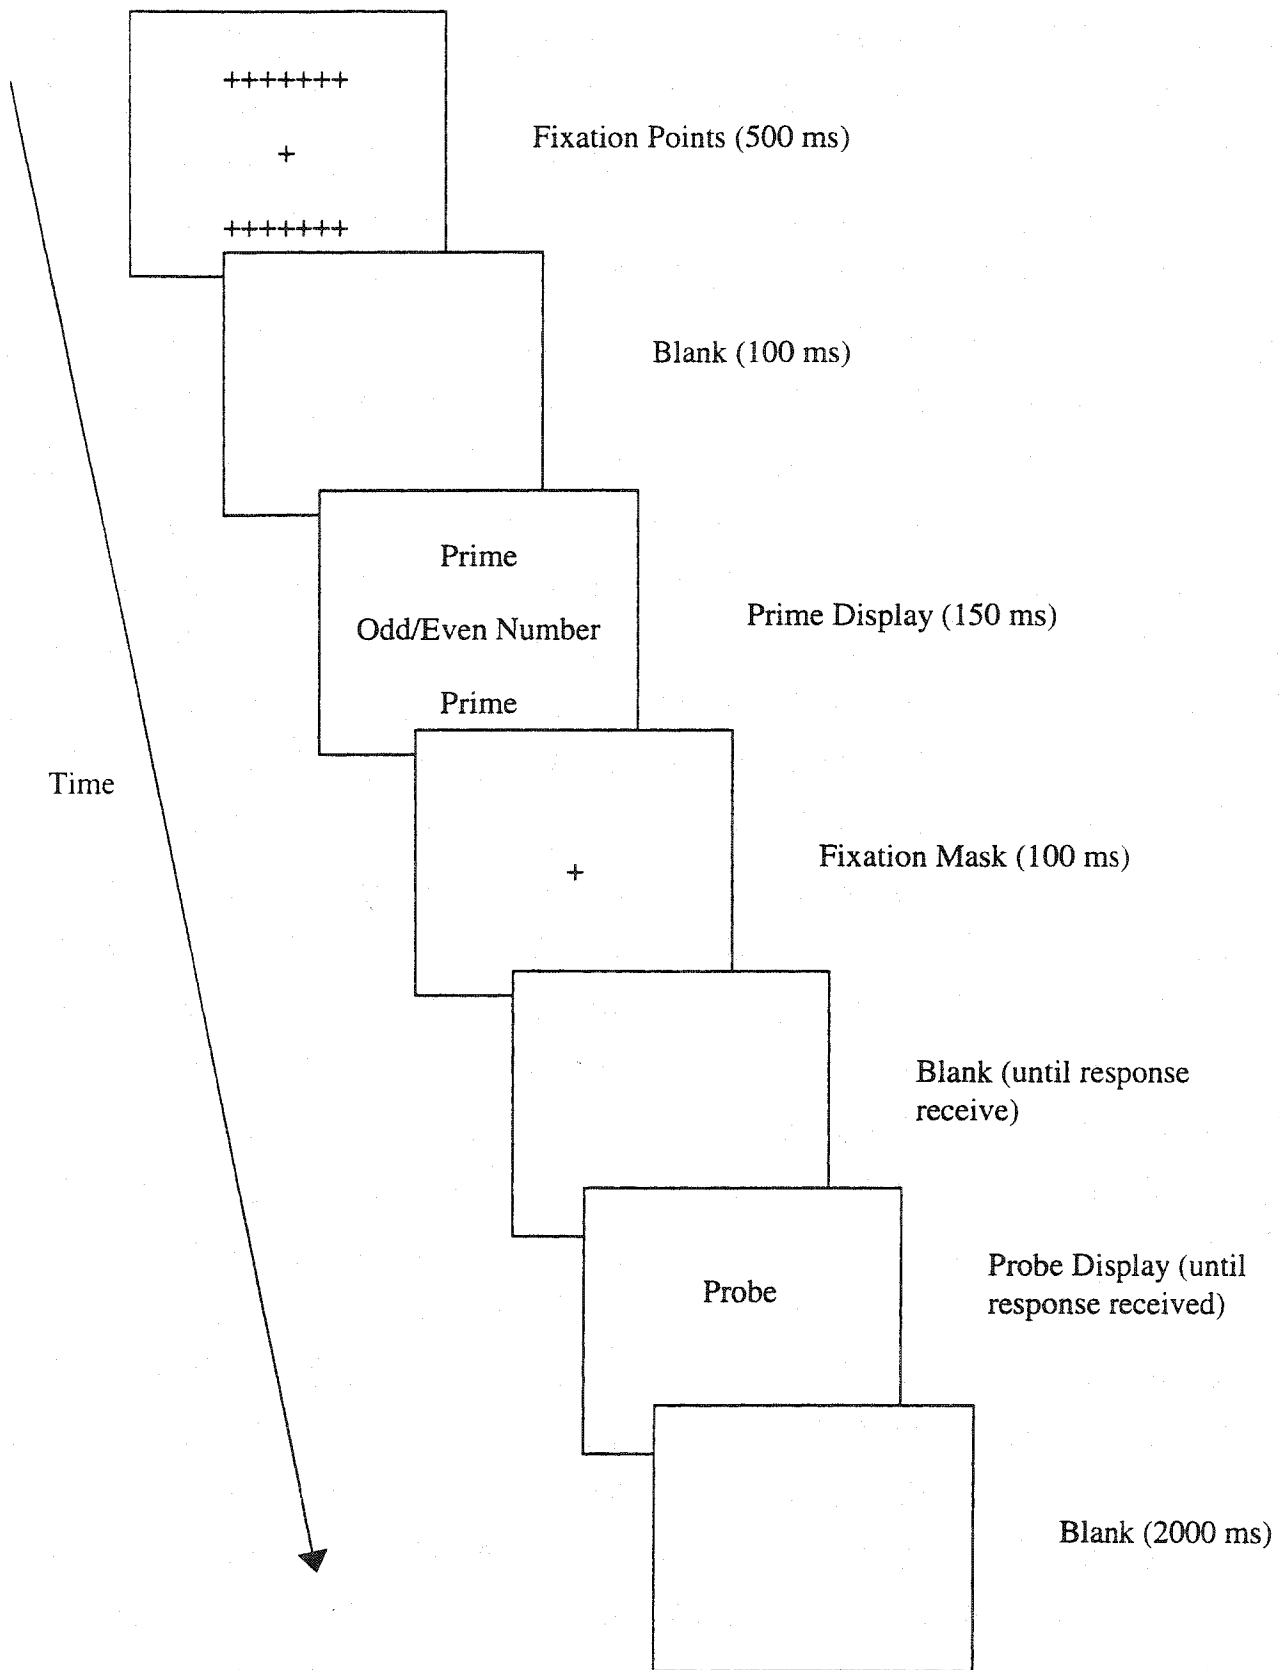 +++++++
+
+++++++
Fixation Points (500 ms)
Blank (100 ms)
Prime
Odd/Even Number
Prime
Prime Display (150 ms)
Time
+
Fixation Mask (100 ms)
Blank (until response
receive)
Probe
Probe Display (until
response received)
Blank (2000 ms)